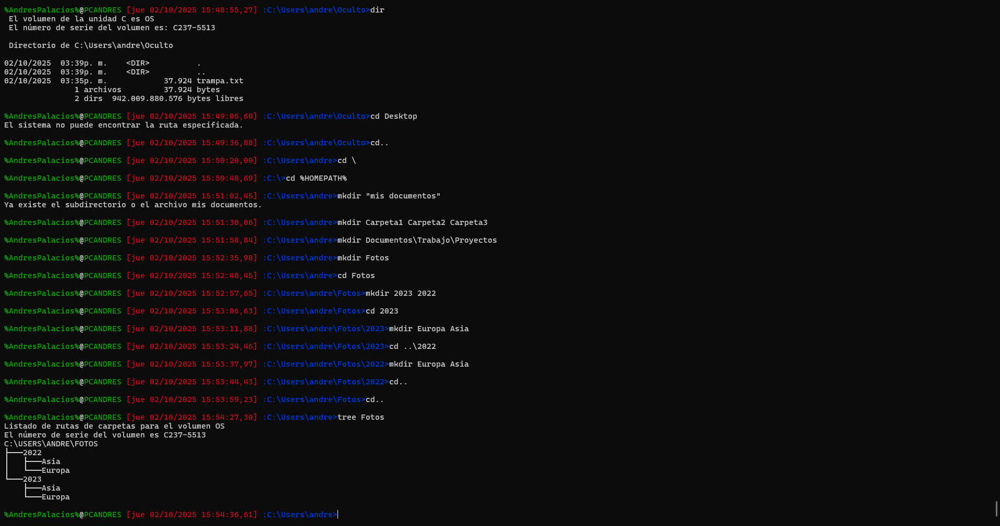 %AndresPalacios%@PCANDRES [jue 02/10/2025 15:48:55,27] :C:\Users\andre\Oculto>dir
 El volumen de la unidad C es OS
 El número de serie del volumen es: C237-5513

 Directorio de C:\Users\andre\Oculto

02/10/2025  03:39p. m.    <DIR>          .
02/10/2025  03:39p. m.    <DIR>          ..
02/10/2025  03:35p. m.            37.924 trampa.txt
               1 archivos         37.924 bytes
               2 dirs  942.009.880.576 bytes libres

%AndresPalacios%@PCANDRES [jue 02/10/2025 15:49:06,60] :C:\Users\andre\Oculto>cd Desktop
El sistema no puede encontrar la ruta especificada.

%AndresPalacios%@PCANDRES [jue 02/10/2025 15:49:36,88] :C:\Users\andre\Oculto>cd..

%AndresPalacios%@PCANDRES [jue 02/10/2025 15:50:20,00] :C:\Users\andre>cd \

%AndresPalacios%@PCANDRES [jue 02/10/2025 15:50:48,69] :C:\>cd %HOMEPATH%

%AndresPalacios%@PCANDRES [jue 02/10/2025 15:51:02,45] :C:\Users\andre>mkdir "mis documentos"
Ya existe el subdirectorio o el archivo mis documentos.

%AndresPalacios%@PCANDRES [jue 02/10/2025 15:51:30,06] :C:\Users\andre>mkdir Carpeta1 Carpeta2 Carpeta3

%AndresPalacios%@PCANDRES [jue 02/10/2025 15:51:58,84] :C:\Users\andre>mkdir Documentos\Trabajo\Proyectos

%AndresPalacios%@PCANDRES [jue 02/10/2025 15:52:35,98] :C:\Users\andre>mkdir Fotos

%AndresPalacios%@PCANDRES [jue 02/10/2025 15:52:48,45] :C:\Users\andre>cd Fotos

%AndresPalacios%@PCANDRES [jue 02/10/2025 15:52:57,65] :C:\Users\andre\Fotos>mkdir 2023 2022

%AndresPalacios%@PCANDRES [jue 02/10/2025 15:53:06,63] :C:\Users\andre\Fotos>cd 2023

%AndresPalacios%@PCANDRES [jue 02/10/2025 15:53:11,88] :C:\Users\andre\Fotos\2023>mkdir Europa Asia

%AndresPalacios%@PCANDRES [jue 02/10/2025 15:53:24,46] :C:\Users\andre\Fotos\2023>cd ..\2022

%AndresPalacios%@PCANDRES [jue 02/10/2025 15:53:37,97] :C:\Users\andre\Fotos\2022>mkdir Europa Asia

%AndresPalacios%@PCANDRES [jue 02/10/2025 15:53:44,43] :C:\Users\andre\Fotos\2022>cd..

%AndresPalacios%@PCANDRES [jue 02/10/2025 15:53:59,23] :C:\Users\andre\Fotos>cd..

%AndresPalacios%@PCANDRES [jue 02/10/2025 15:54:27,30] :C:\Users\andre>tree Fotos
Listado de rutas de carpetas para el volumen OS
El número de serie del volumen es C237-5513
C:\USERS\ANDRE\FOTOS
├───2022
│   ├───Asia
│   └───Europa
└───2023
    ├───Asia
    └───Europa

%AndresPalacios%@PCANDRES [jue 02/10/2025 15:54:36,61] :C:\Users\andre>